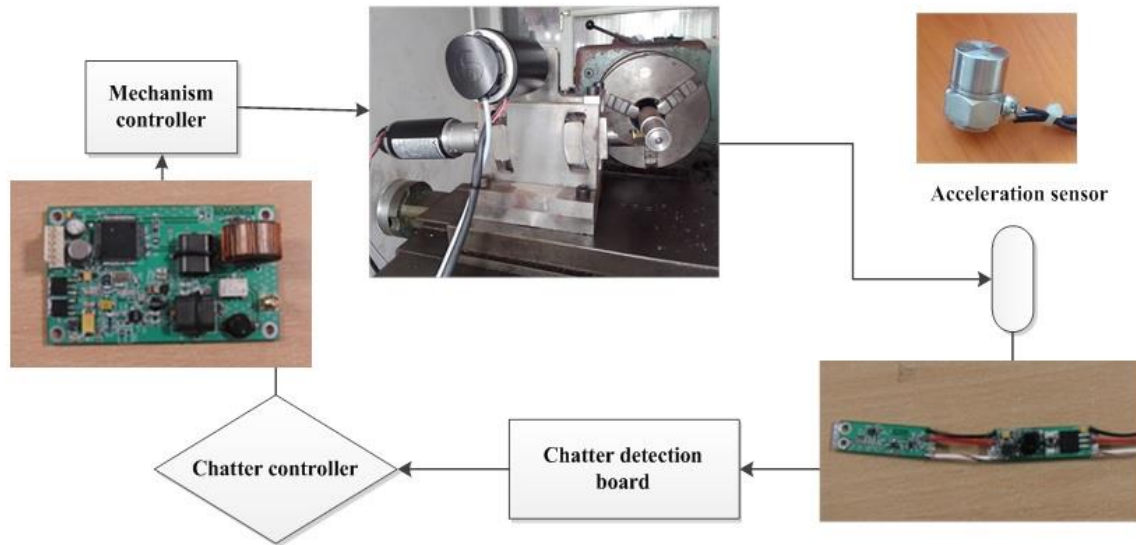 Mechanism
controller
Acceleration sensor
Chatter controller
Chatter detection
board